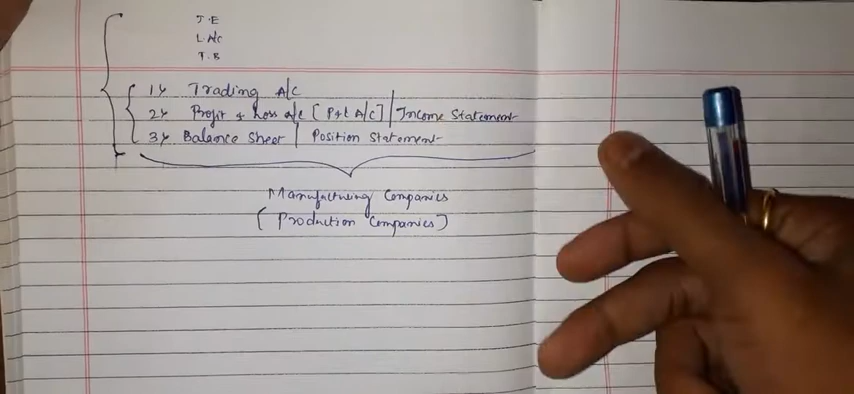 J.E
L.A/c
T.B
1) Trading A/c
2) Profit & Loss a/c [P&L A/C] | Income Statement
3) Balance Sheet | Position Statement
Manufacturing Companies
(Production Companies)